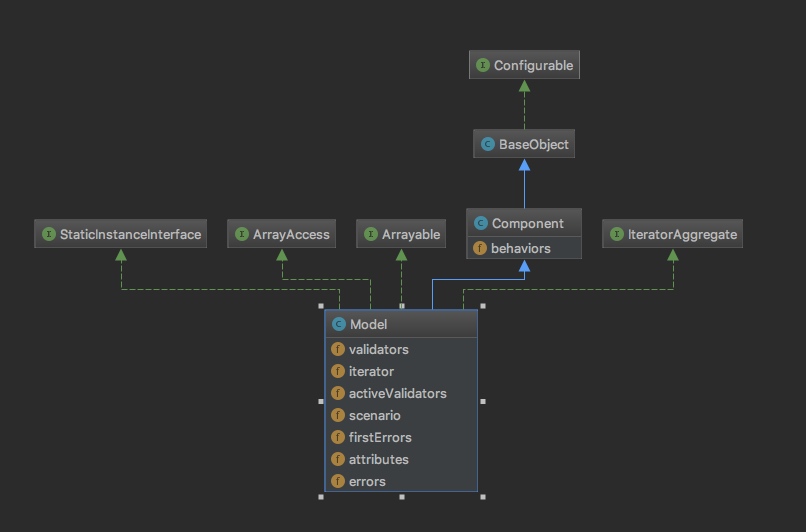 Configurable
BaseObject
StaticInstanceInterface
ArrayAccess
Arrayable
Component
behaviors
IteratorAggregate
Model
validators
iterator
activeValidators
scenario
firstErrors
attributes
errors